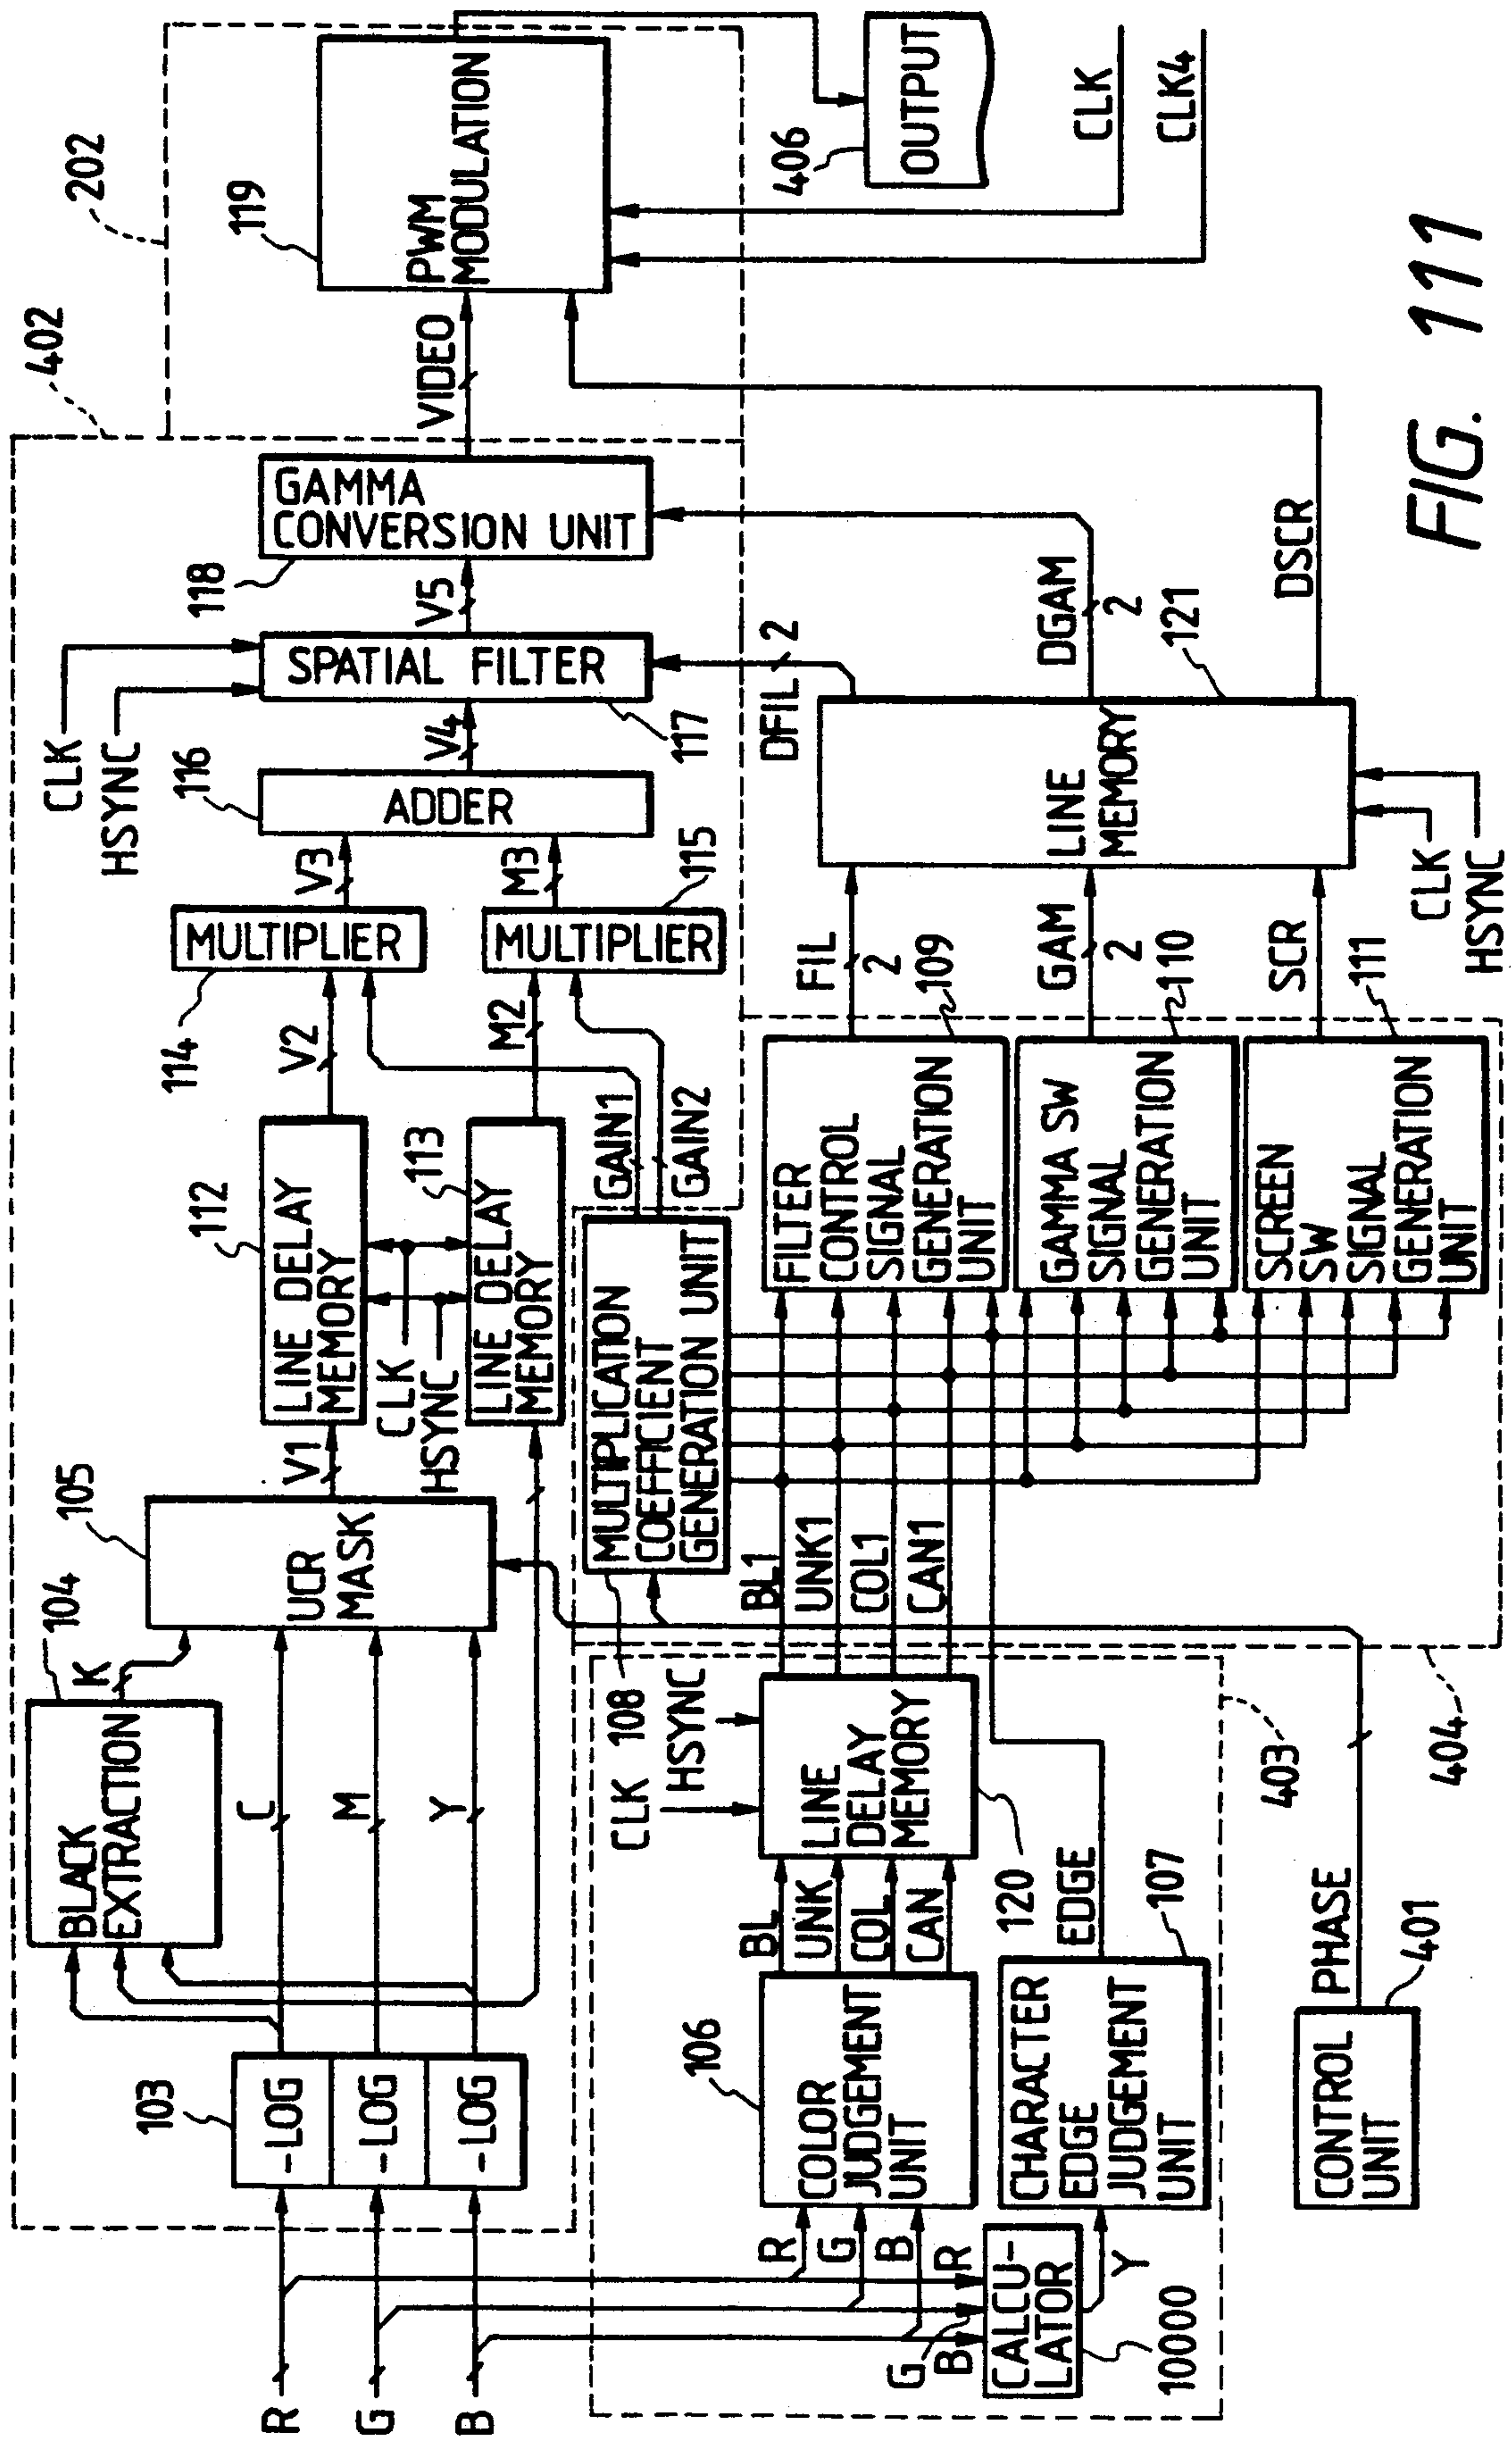 402
202
CLK
HSYNC
104
BLACK
EXTRACTION
K
105
UCR
MASK
103
-LOG
-LOG
-LOG
R
G
B
C
M
Y
V1
112
LINE DELAY
MEMORY
CLK
HSYNC
113
LINE DELAY
MEMORY
V2
M2
114
MULTIPLIER
MULTIPLIER
115
V3
M3
116
ADDER
V4
SPATIAL FILTER
117
V5
118
GAMMA
CONVERSION UNIT
VIDEO
119
PWM
MODULATION
406
OUTPUT
CLK
CLK4
GAIN1
GAIN2
MULTIPLICATION
COEFFICIENT
GENERATION UNIT
108
CLK
HSYNC
R
G
B
106
COLOR
JUDGEMENT
UNIT
BL
UNK
COL
CAN
LINE
DELAY
MEMORY
120
BL1
UNK1
COL1
CAN1
R
G
B
CALCU-
LATOR
10000
Y
CHARACTER
EDGE
JUDGEMENT
UNIT
107
EDGE
403
404
CONTROL
UNIT
401
PHASE
FILTER
CONTROL
SIGNAL
GENERATION
UNIT
109
FIL
2
GAMMA SW
SIGNAL
GENERATION
UNIT
110
GAM
2
SCREEN
SW
SIGNAL
GENERATION
UNIT
111
SCR
LINE
MEMORY
121
CLK
HSYNC
DFIL
2
DGAM
2
DSCR
FIG. 111